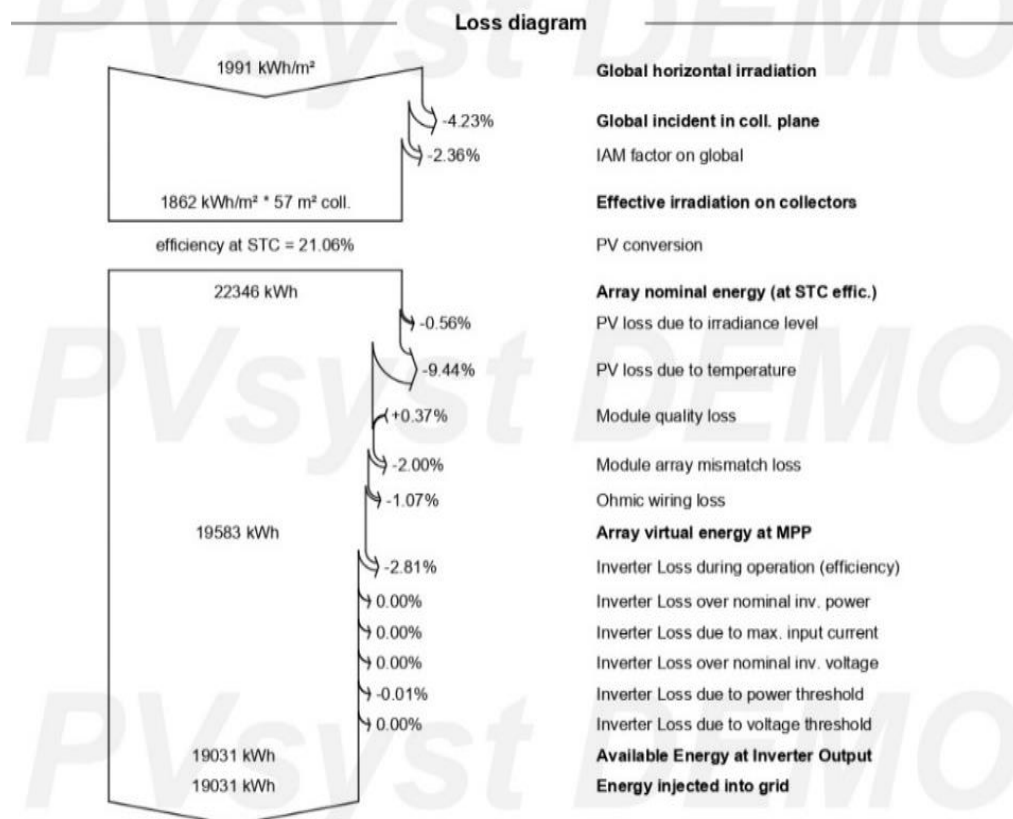 Loss diagram
1991 kWh/m² Global horizontal irradiation
-4.23% Global incident in coll. plane
-2.36% IAM factor on global
1862 kWh/m² * 57 m² coll. Effective irradiation on collectors
efficiency at STC = 21.06% PV conversion
22346 kWh Array nominal energy (at STC effic.)
-0.56% PV loss due to irradiance level
-9.44% PV loss due to temperature
+0.37% Module quality loss
-2.00% Module array mismatch loss
-1.07% Ohmic wiring loss
19583 kWh Array virtual energy at MPP
-2.81% Inverter Loss during operation (efficiency)
0.00% Inverter Loss over nominal inv. power
0.00% Inverter Loss due to max. input current
0.00% Inverter Loss over nominal inv. voltage
-0.01% Inverter Loss due to power threshold
0.00% Inverter Loss due to voltage threshold
19031 kWh Available Energy at Inverter Output
19031 kWh Energy injected into grid
PVsyst DEMO
PVsyst DEMO
PVsyst DEMO